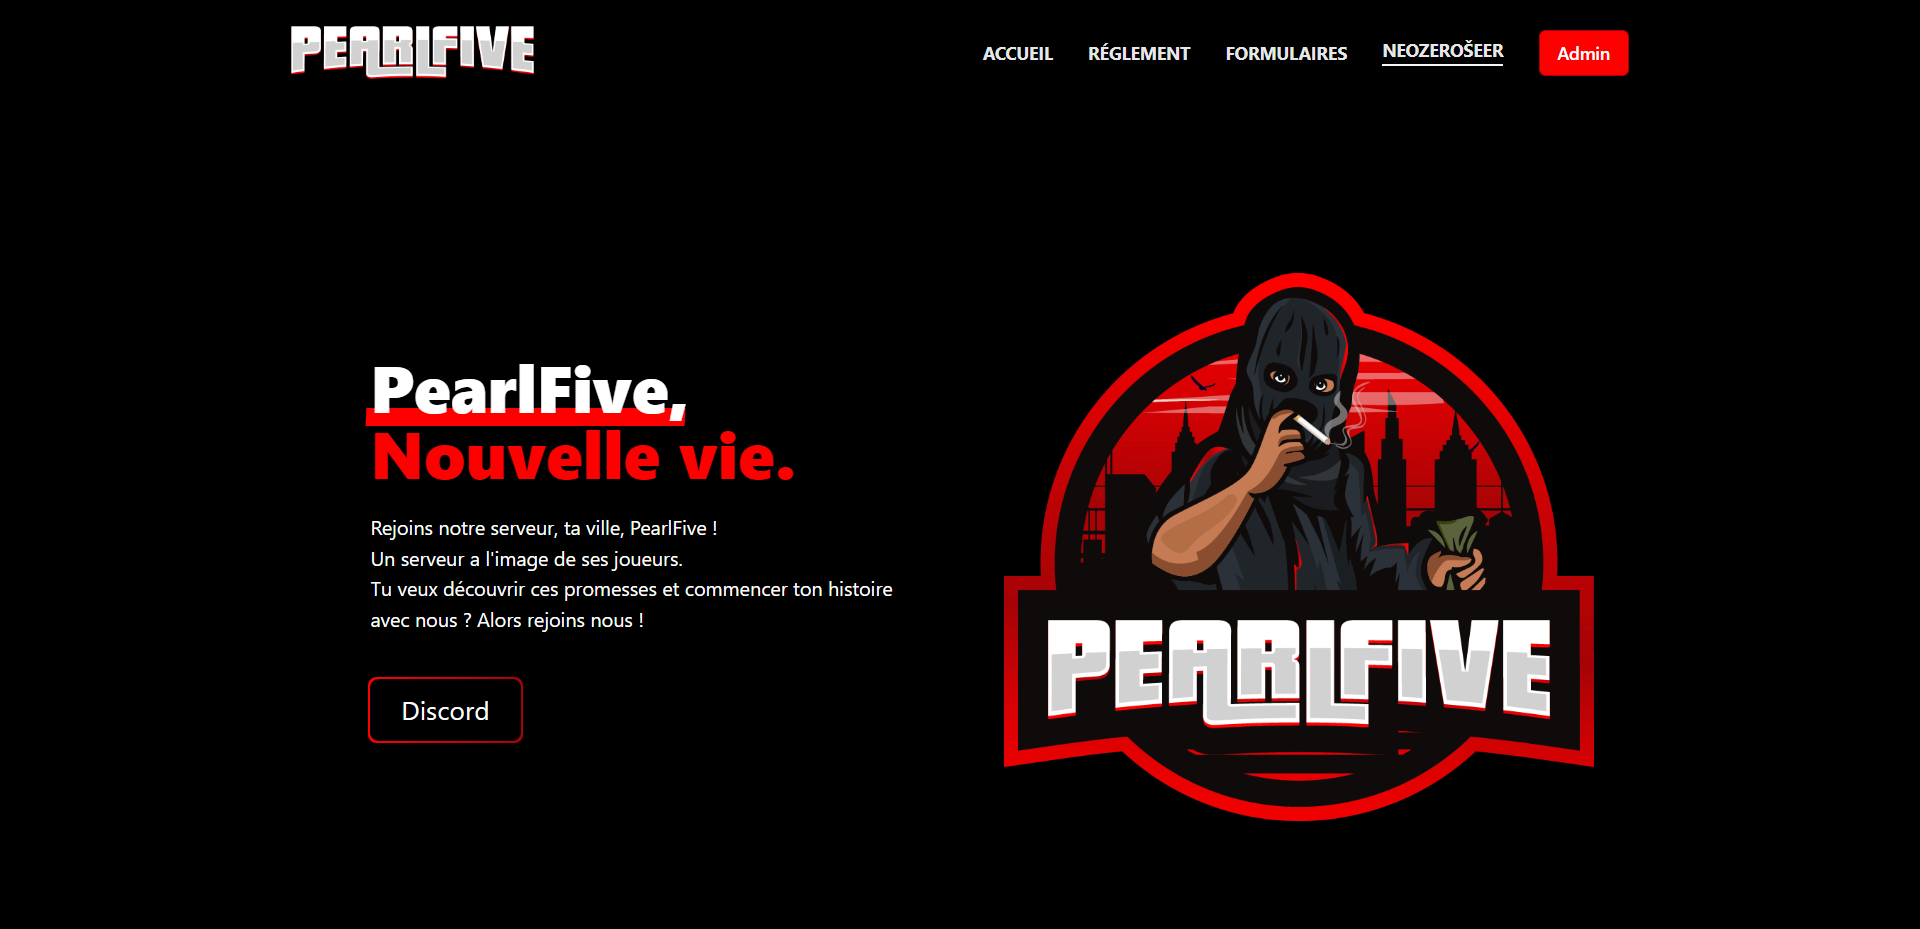 PEARLFIVE
ACCUEIL
RÉGLEMENT
FORMULAIRES
NEOZEROŠEER
Admin
PearlFive,
Nouvelle vie.
Rejoins notre serveur, ta ville, PearlFive !
Un serveur a l'image de ses joueurs.
Tu veux découvrir ces promesses et commencer ton histoire
avec nous ? Alors rejoins nous !
Discord
PEARLFIVE